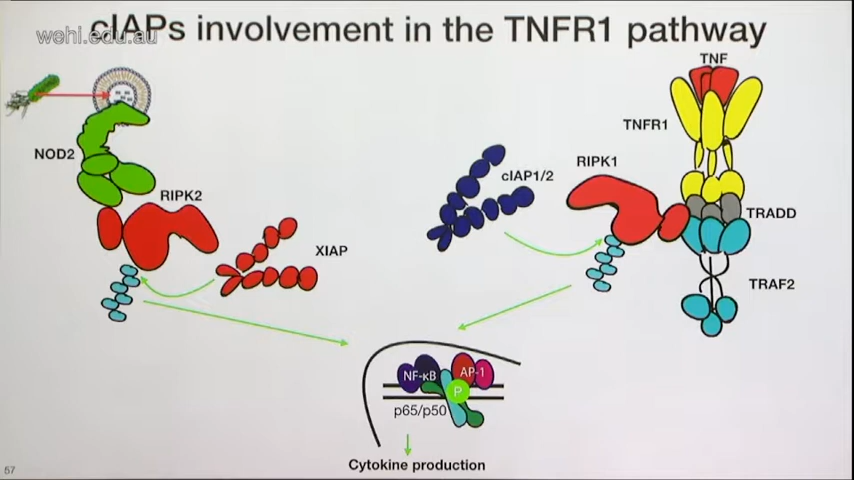 cIAPs involvement in the TNFR1 pathway
wehi.edu.au
TNF
TNFR1
NOD2
RIPK2
cIAP1/2
RIPK1
TRADD
XIAP
TRAF2
NF-κB
AP-1
P
p65/p50
Cytokine production
57